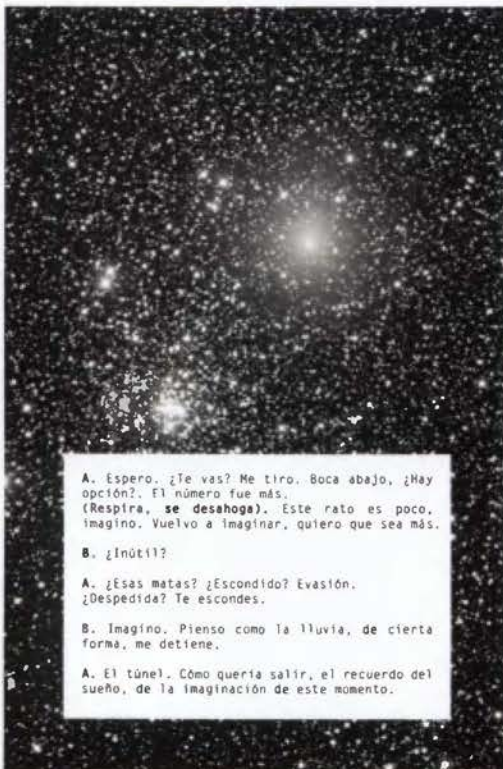 A. Espero. ¿Te vas? Me tiro. Boca abajo, ¿Hay
opción?. El número fue más.
(Respira, se desahoga). Este rato es poco,
imagino. Vuelvo a imaginar, quiero que sea más.
B. ¿Inútil?
A. ¿Esas matas? ¿Escondido? Evasión.
¿Despedida? Te escondes.
B. Imagino. Pienso como la lluvia, de cierta
forma, me detiene.
A. El túnel. Cómo quería salir, el recuerdo del
sueño, de la imaginación de este momento.